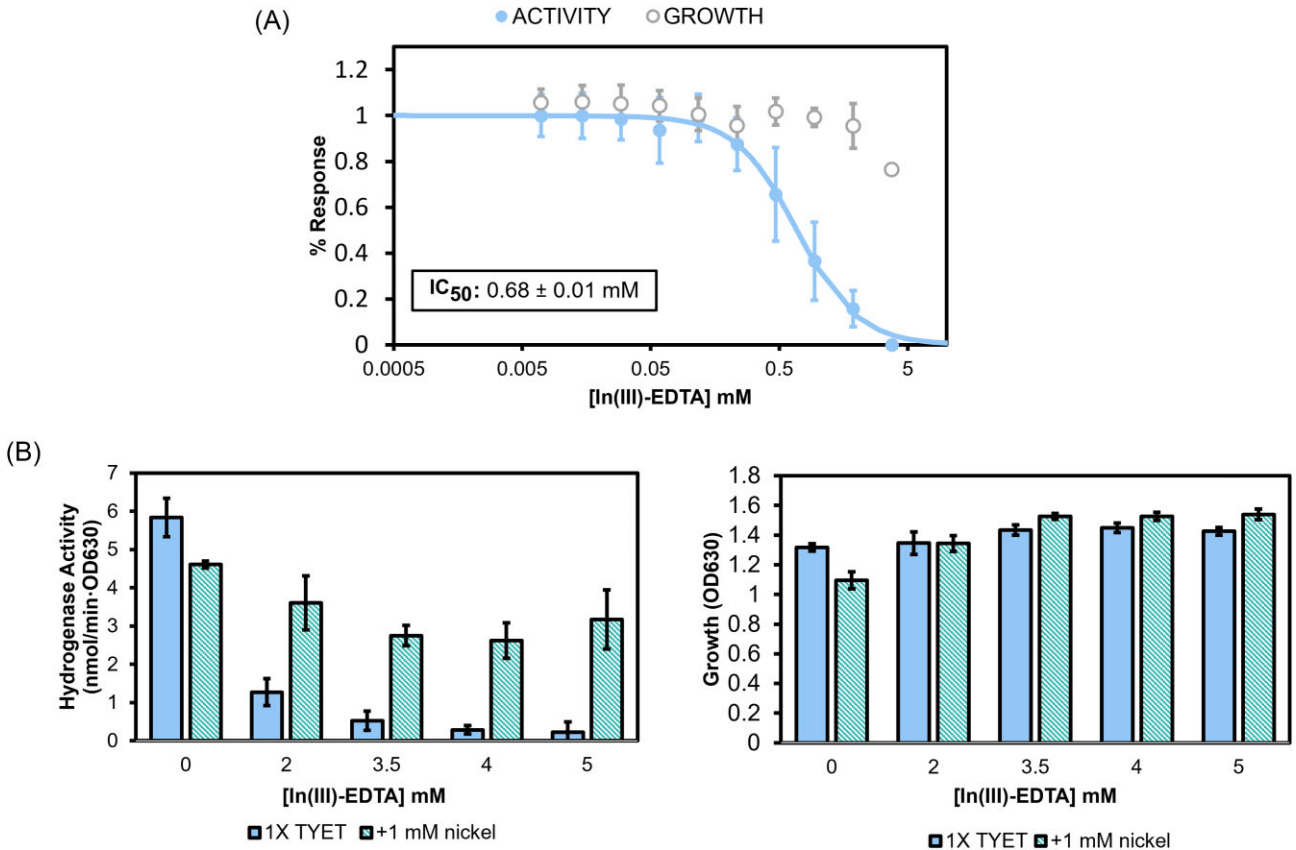 (A)
ACTIVITY GROWTH
1.2
1
0.8
0.6
0.4
0.2
0
% Response
IC50: 0.68 ± 0.01 mM
0.0005 0.005 0.05 0.5 5
[In(III)-EDTA] mM
(B)
7
6
5
4
3
2
1
0
Hydrogenase Activity
(nmol/min·OD630)
0 2 3.5 4 5
[In(III)-EDTA] mM
1X TYET +1 mM nickel
1.8
1.6
1.4
1.2
1
0.8
0.6
0.4
0.2
0
Growth (OD630)
0 2 3.5 4 5
[In(III)-EDTA] mM
1X TYET +1 mM nickel